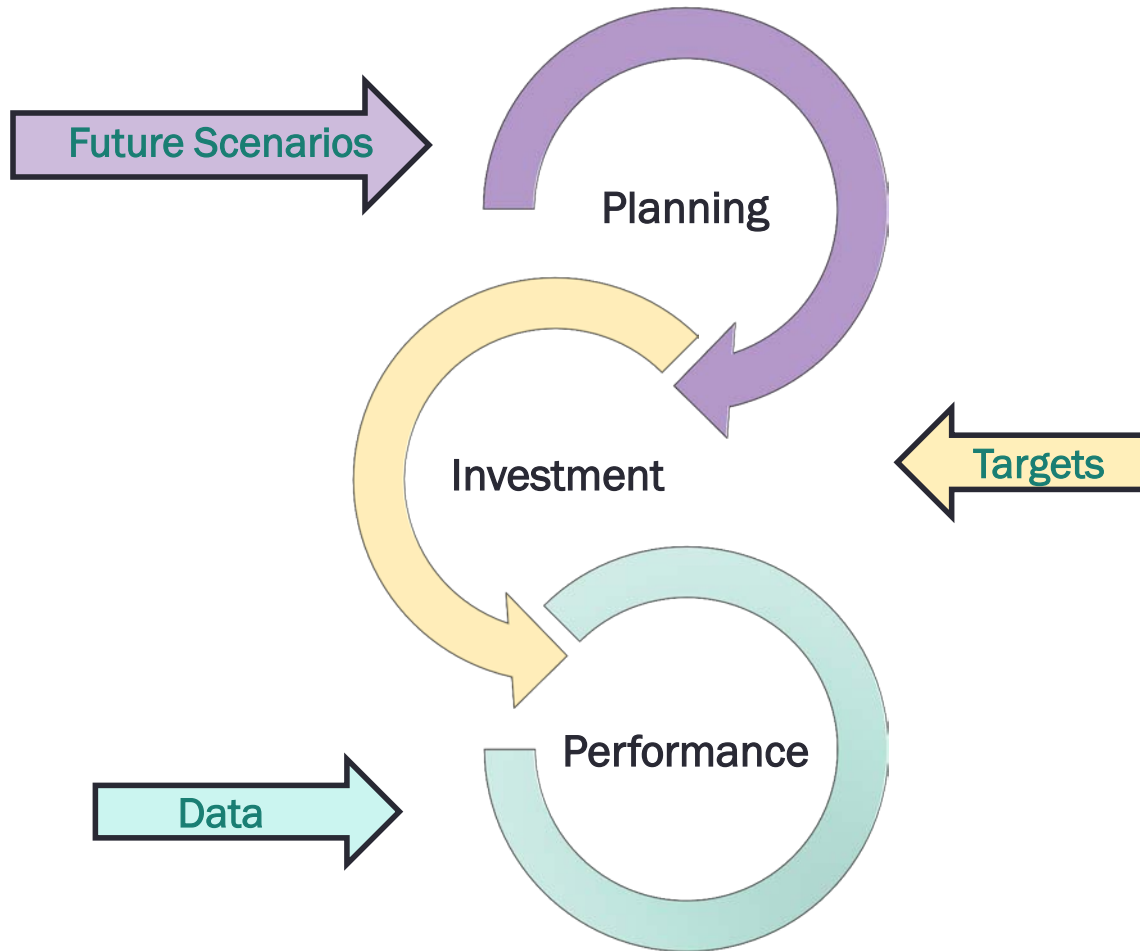 Future Scenarios
Planning
Investment
Targets
Performance
Data